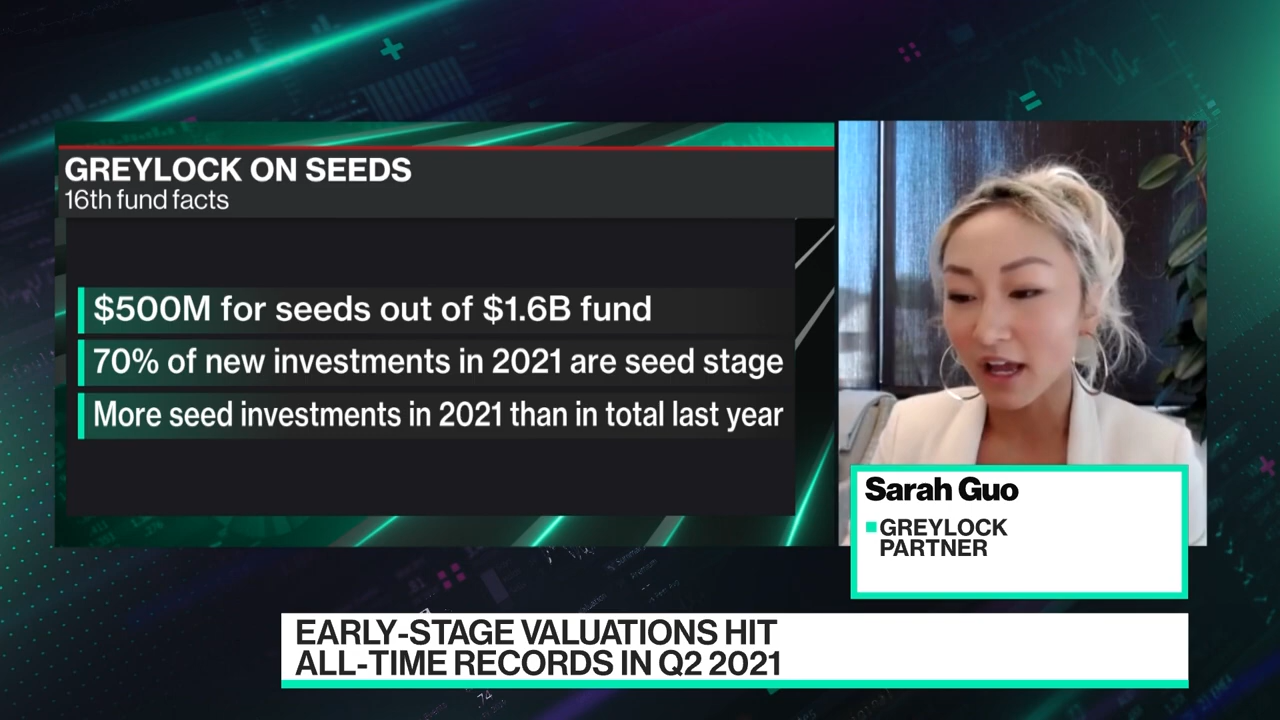 GREYLOCK ON SEEDS
16th fund facts
$500M for seeds out of $1.6B fund
70% of new investments in 2021 are seed stage
More seed investments in 2021 than in total last year
Sarah Guo
GREYLOCK
PARTNER
EARLY-STAGE VALUATIONS HIT
ALL-TIME RECORDS IN Q2 2021